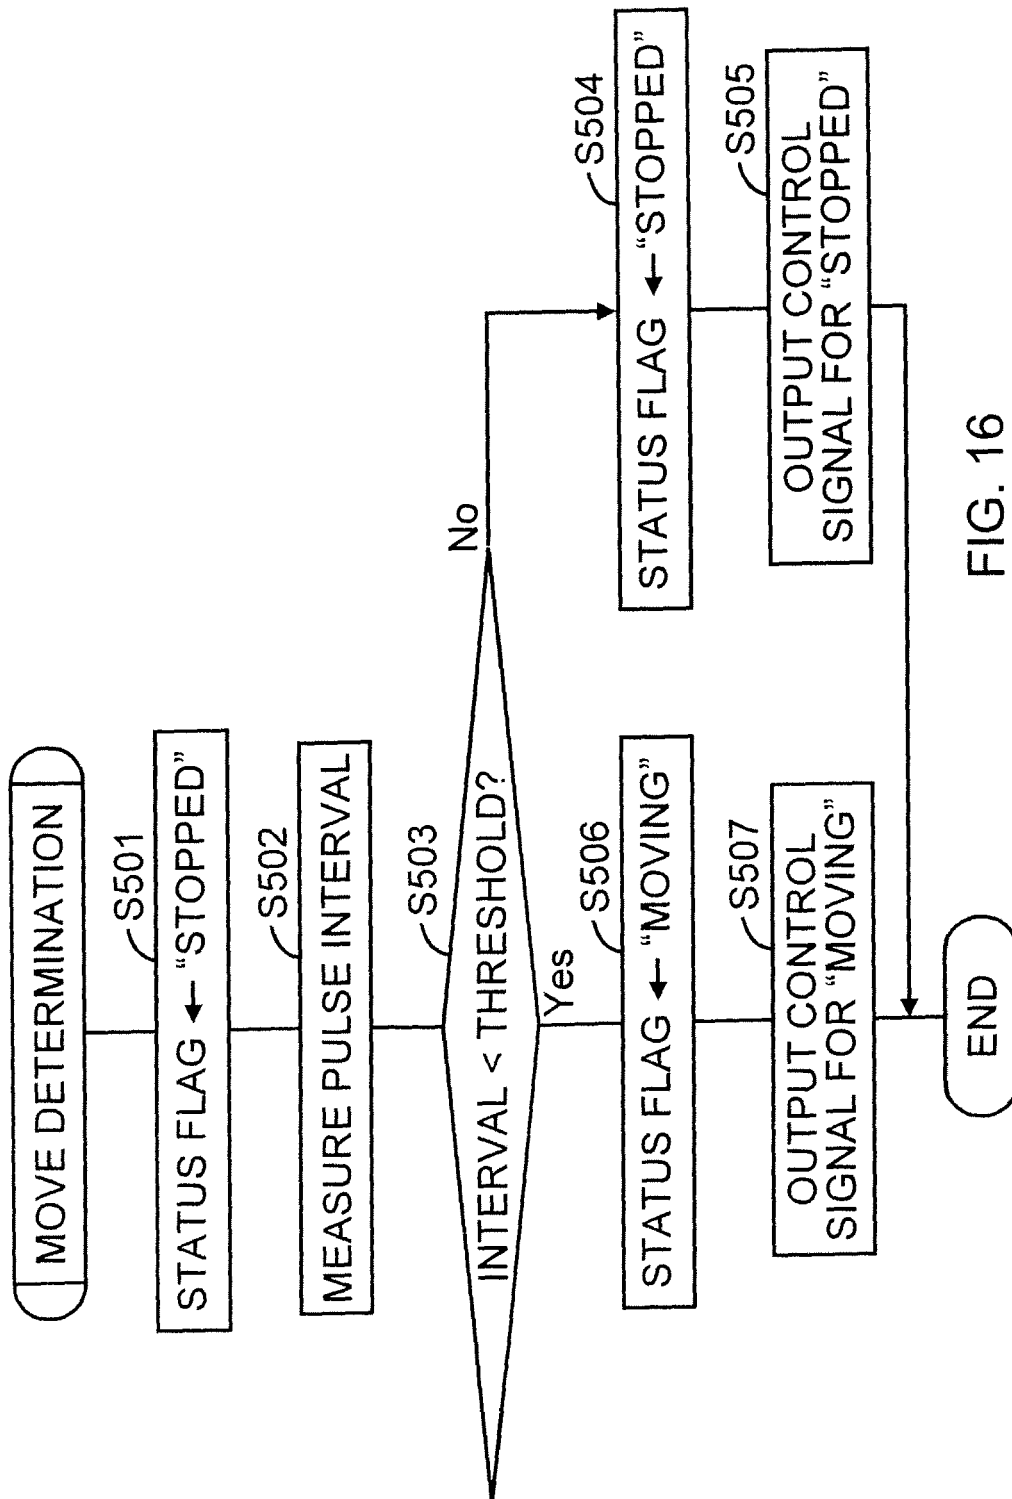 MOVE DETERMINATION
S501
STATUS FLAG ← “STOPPED”
S502
MEASURE PULSE INTERVAL
S503
INTERVAL < THRESHOLD?
No
Yes
S504
STATUS FLAG ← “STOPPED”
S505
OUTPUT CONTROL
SIGNAL FOR “STOPPED”
S506
STATUS FLAG ← “MOVING”
S507
OUTPUT CONTROL
SIGNAL FOR “MOVING”
END
FIG. 16